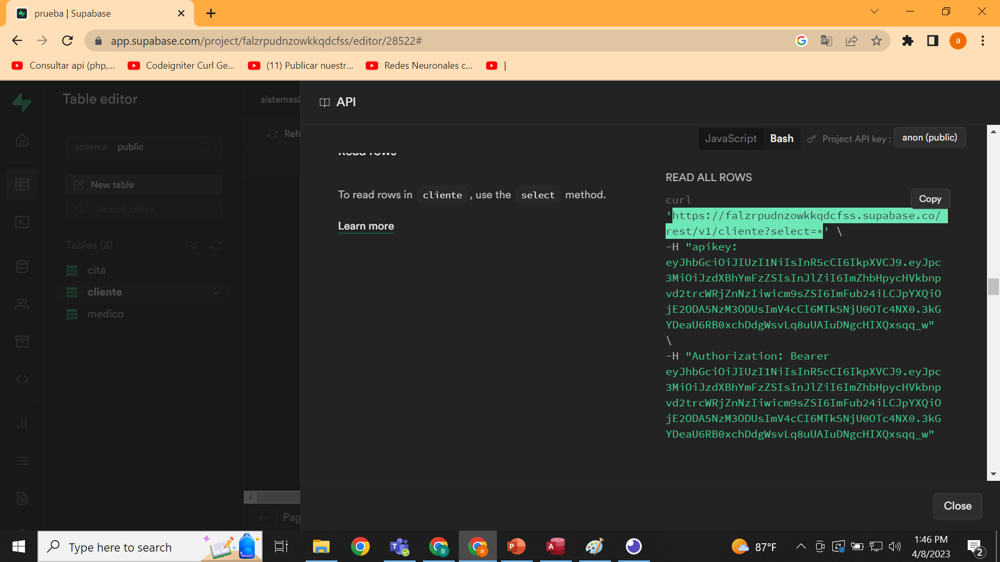 prueba | Supabase
app.supabase.com/project/falzrpudnzowkkqdcfss/editor/28522#
a
Consultar api (php,...
Codeigniter Curl Ge...
(11) Publicar nuestr...
Redes Neuronales c...
|
Table editor
sistemas2
API
schema public
Refr
New table
Search tables
Tables (3)
cita
cliente
medico
Pag
JavaScript
Bash
Project API key :
anon (public)
Read rows
To read rows in cliente , use the select method.
Learn more
READ ALL ROWS
Copy
curl
'https://falzrpudnzowkkqdcfss.supabase.co/
rest/v1/cliente?select=*' \
-H "apikey:
eyJhbGciOiJIUzI1NiIsInR5cCI6IkpXVCJ9.eyJpc
3MiOiJzdXBhYmFzZSIsInJlZiI6ImZhbHpycHVkbnp
vd2trcWRjZnNzIiwicm9sZSI6ImFub24iLCJpYXQiO
jE2ODA5NzM3ODUsImV4cCI6MTk5NjU0OTc4NX0.3kG
YDeaU6RB0xchDdgWsvLq8uUAIuDNgcHIXQxsqq_w"
\
-H "Authorization: Bearer
eyJhbGciOiJIUzI1NiIsInR5cCI6IkpXVCJ9.eyJpc
3MiOiJzdXBhYmFzZSIsInJlZiI6ImZhbHpycHVkbnp
vd2trcWRjZnNzIiwicm9sZSI6ImFub24iLCJpYXQiO
jE2ODA5NzM3ODUsImV4cCI6MTk5NjU0OTc4NX0.3kG
YDeaU6RB0xchDdgWsvLq8uUAIuDNgcHIXQxsqq_w"
Close
Type here to search
87°F
1:46 PM
4/8/2023
2